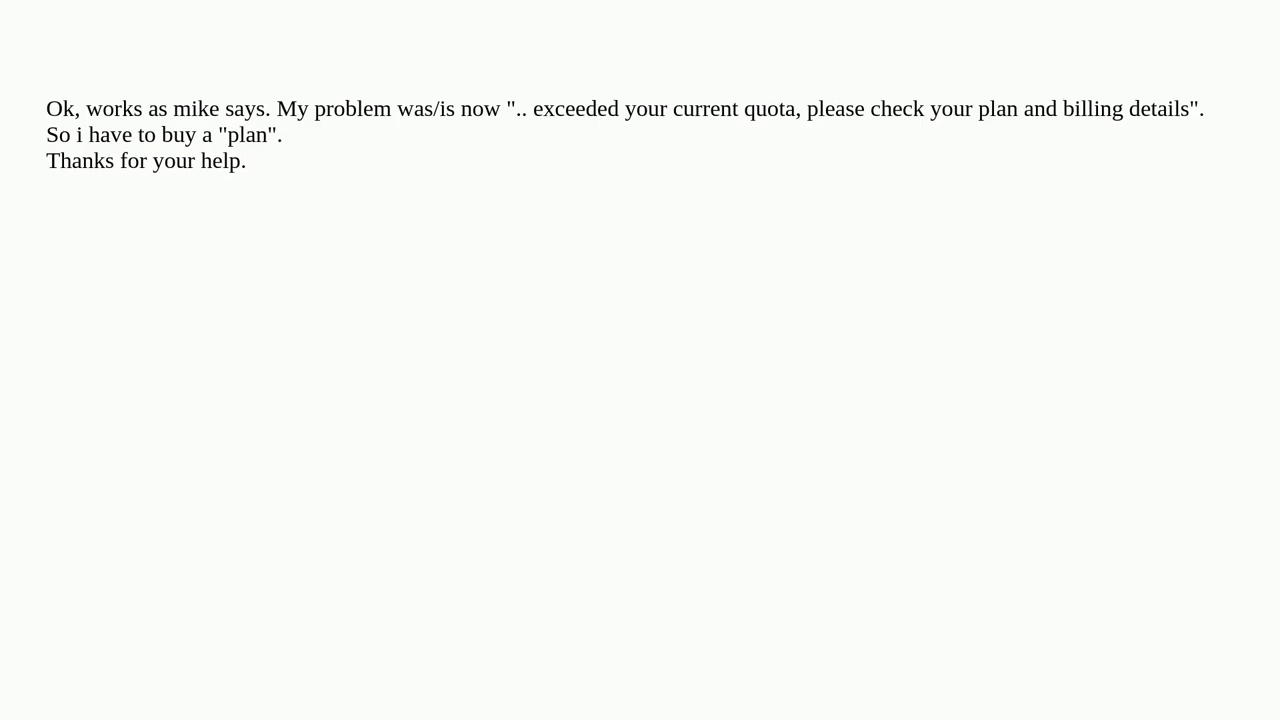 Ok, works as mike says. My problem was/is now ".. exceeded your current quota, please check your plan and billing details".
So i have to buy a "plan".
Thanks for your help.